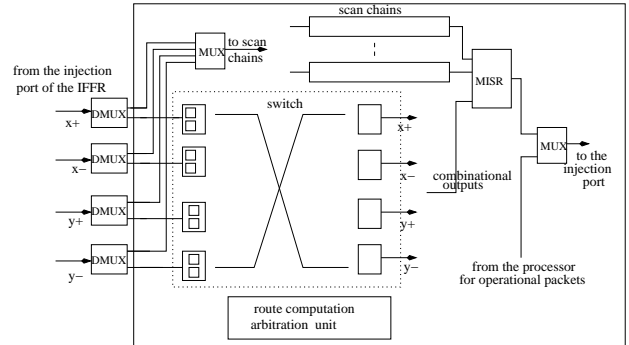 scan chains
MUX
to scan
chains
from the injection
port of the IFFR
MISR
x+
DMUX
switch
x+
MUX
x−
DMUX
x−
to the
injection
port
combinational
outputs
y+
DMUX
y+
y−
DMUX
y−
from the processor
for operational packets
route computation
arbitration unit